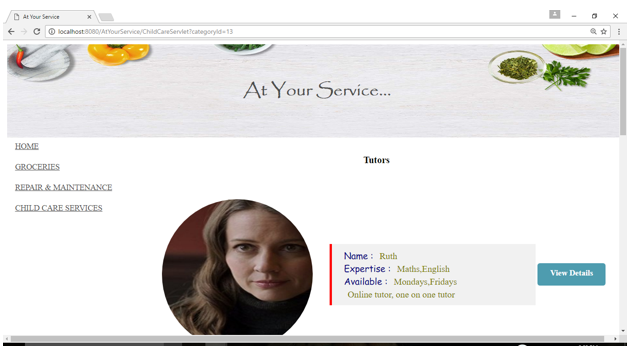 At Your Service
localhost:8080/AtYourService/ChildCareServlet?categoryId=13
At Your Service...
HOME
GROCERIES
REPAIR & MAINTENANCE
CHILD CARE SERVICES
Tutors
Name : Ruth
Expertise : Maths,English
Available : Mondays,Fridays
Online tutor, one on one tutor
View Details